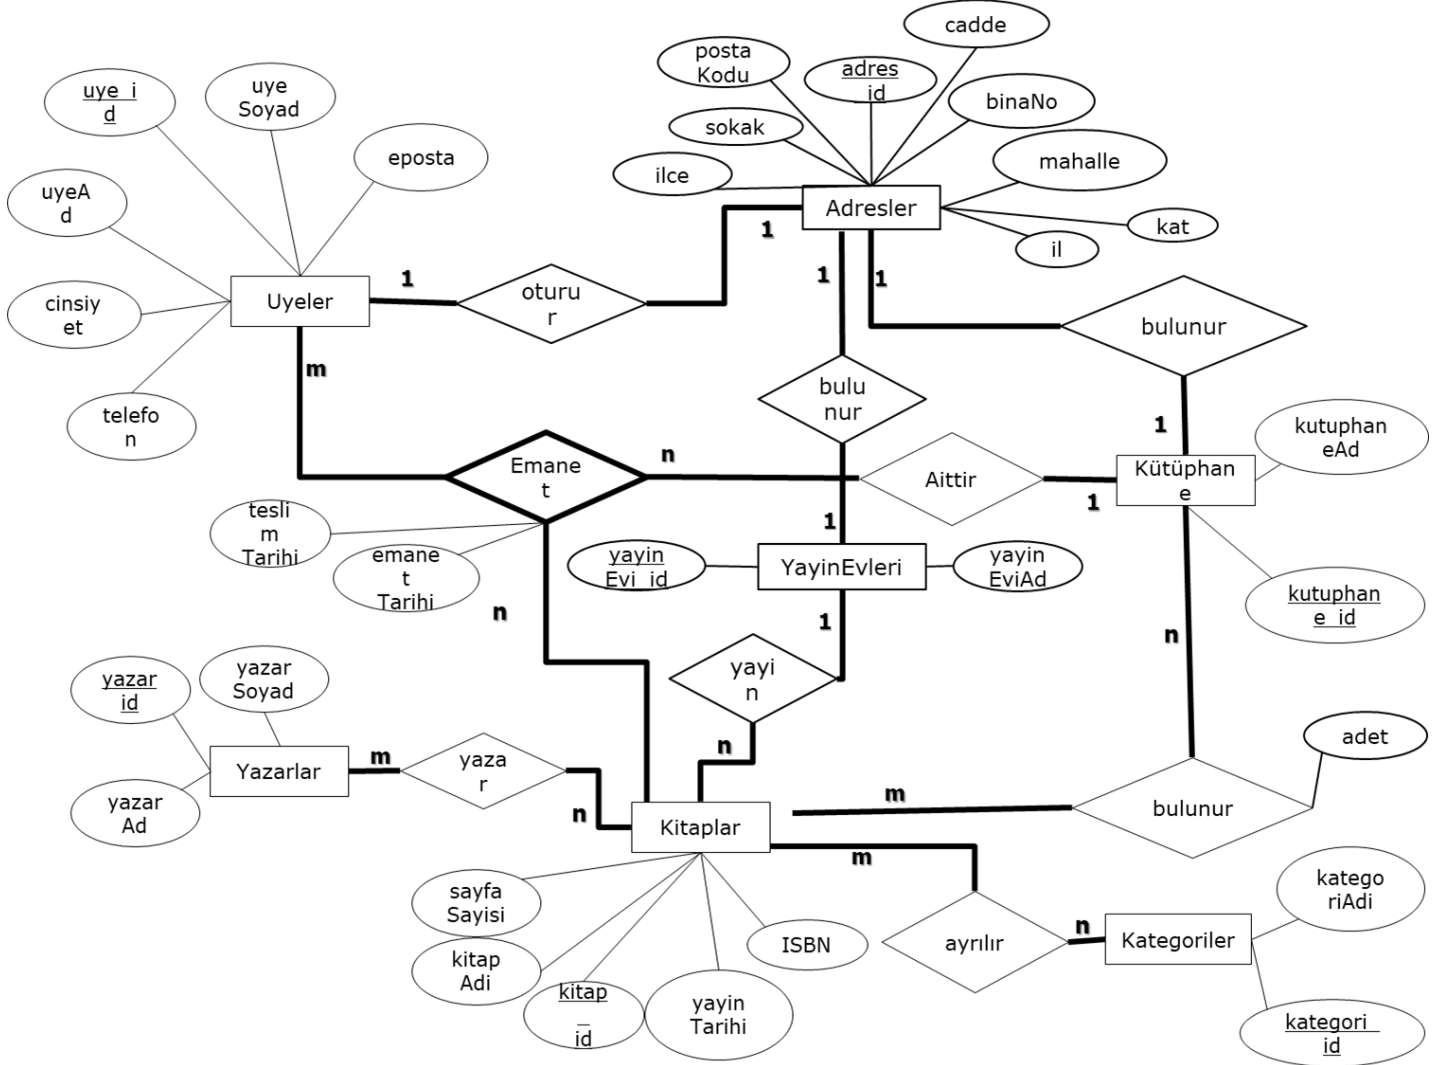 cadde
posta
Kodu
adres
_id
uye_i
d
uye
Soyad
binaNo
sokak
eposta
mahalle
ilce
uyeA
d
Adresler
kat
1
il
1
1
1
Uyeler
oturu
r
cinsiy
et
bulunur
m
bulu
nur
telefo
n
1
kutuphan
eAd
n
Emane
t
Aittir
Kütüphan
e
1
tesli
m
Tarihi
1
emane
t
Tarihi
yayin
Evi_id
YayinEvleri
yayin
EviAd
kutuphan
e_id
n
1
n
yazar
id
yazar
Soyad
yayi
n
adet
n
m
Yazarlar
yaza
r
yazar
Ad
m
n
bulunur
Kitaplar
m
sayfa
Sayisi
katego
riAdi
n
ayrılır
Kategoriler
ISBN
kitap
Adi
kitap
_
id
yayin
Tarihi
kategori_
id